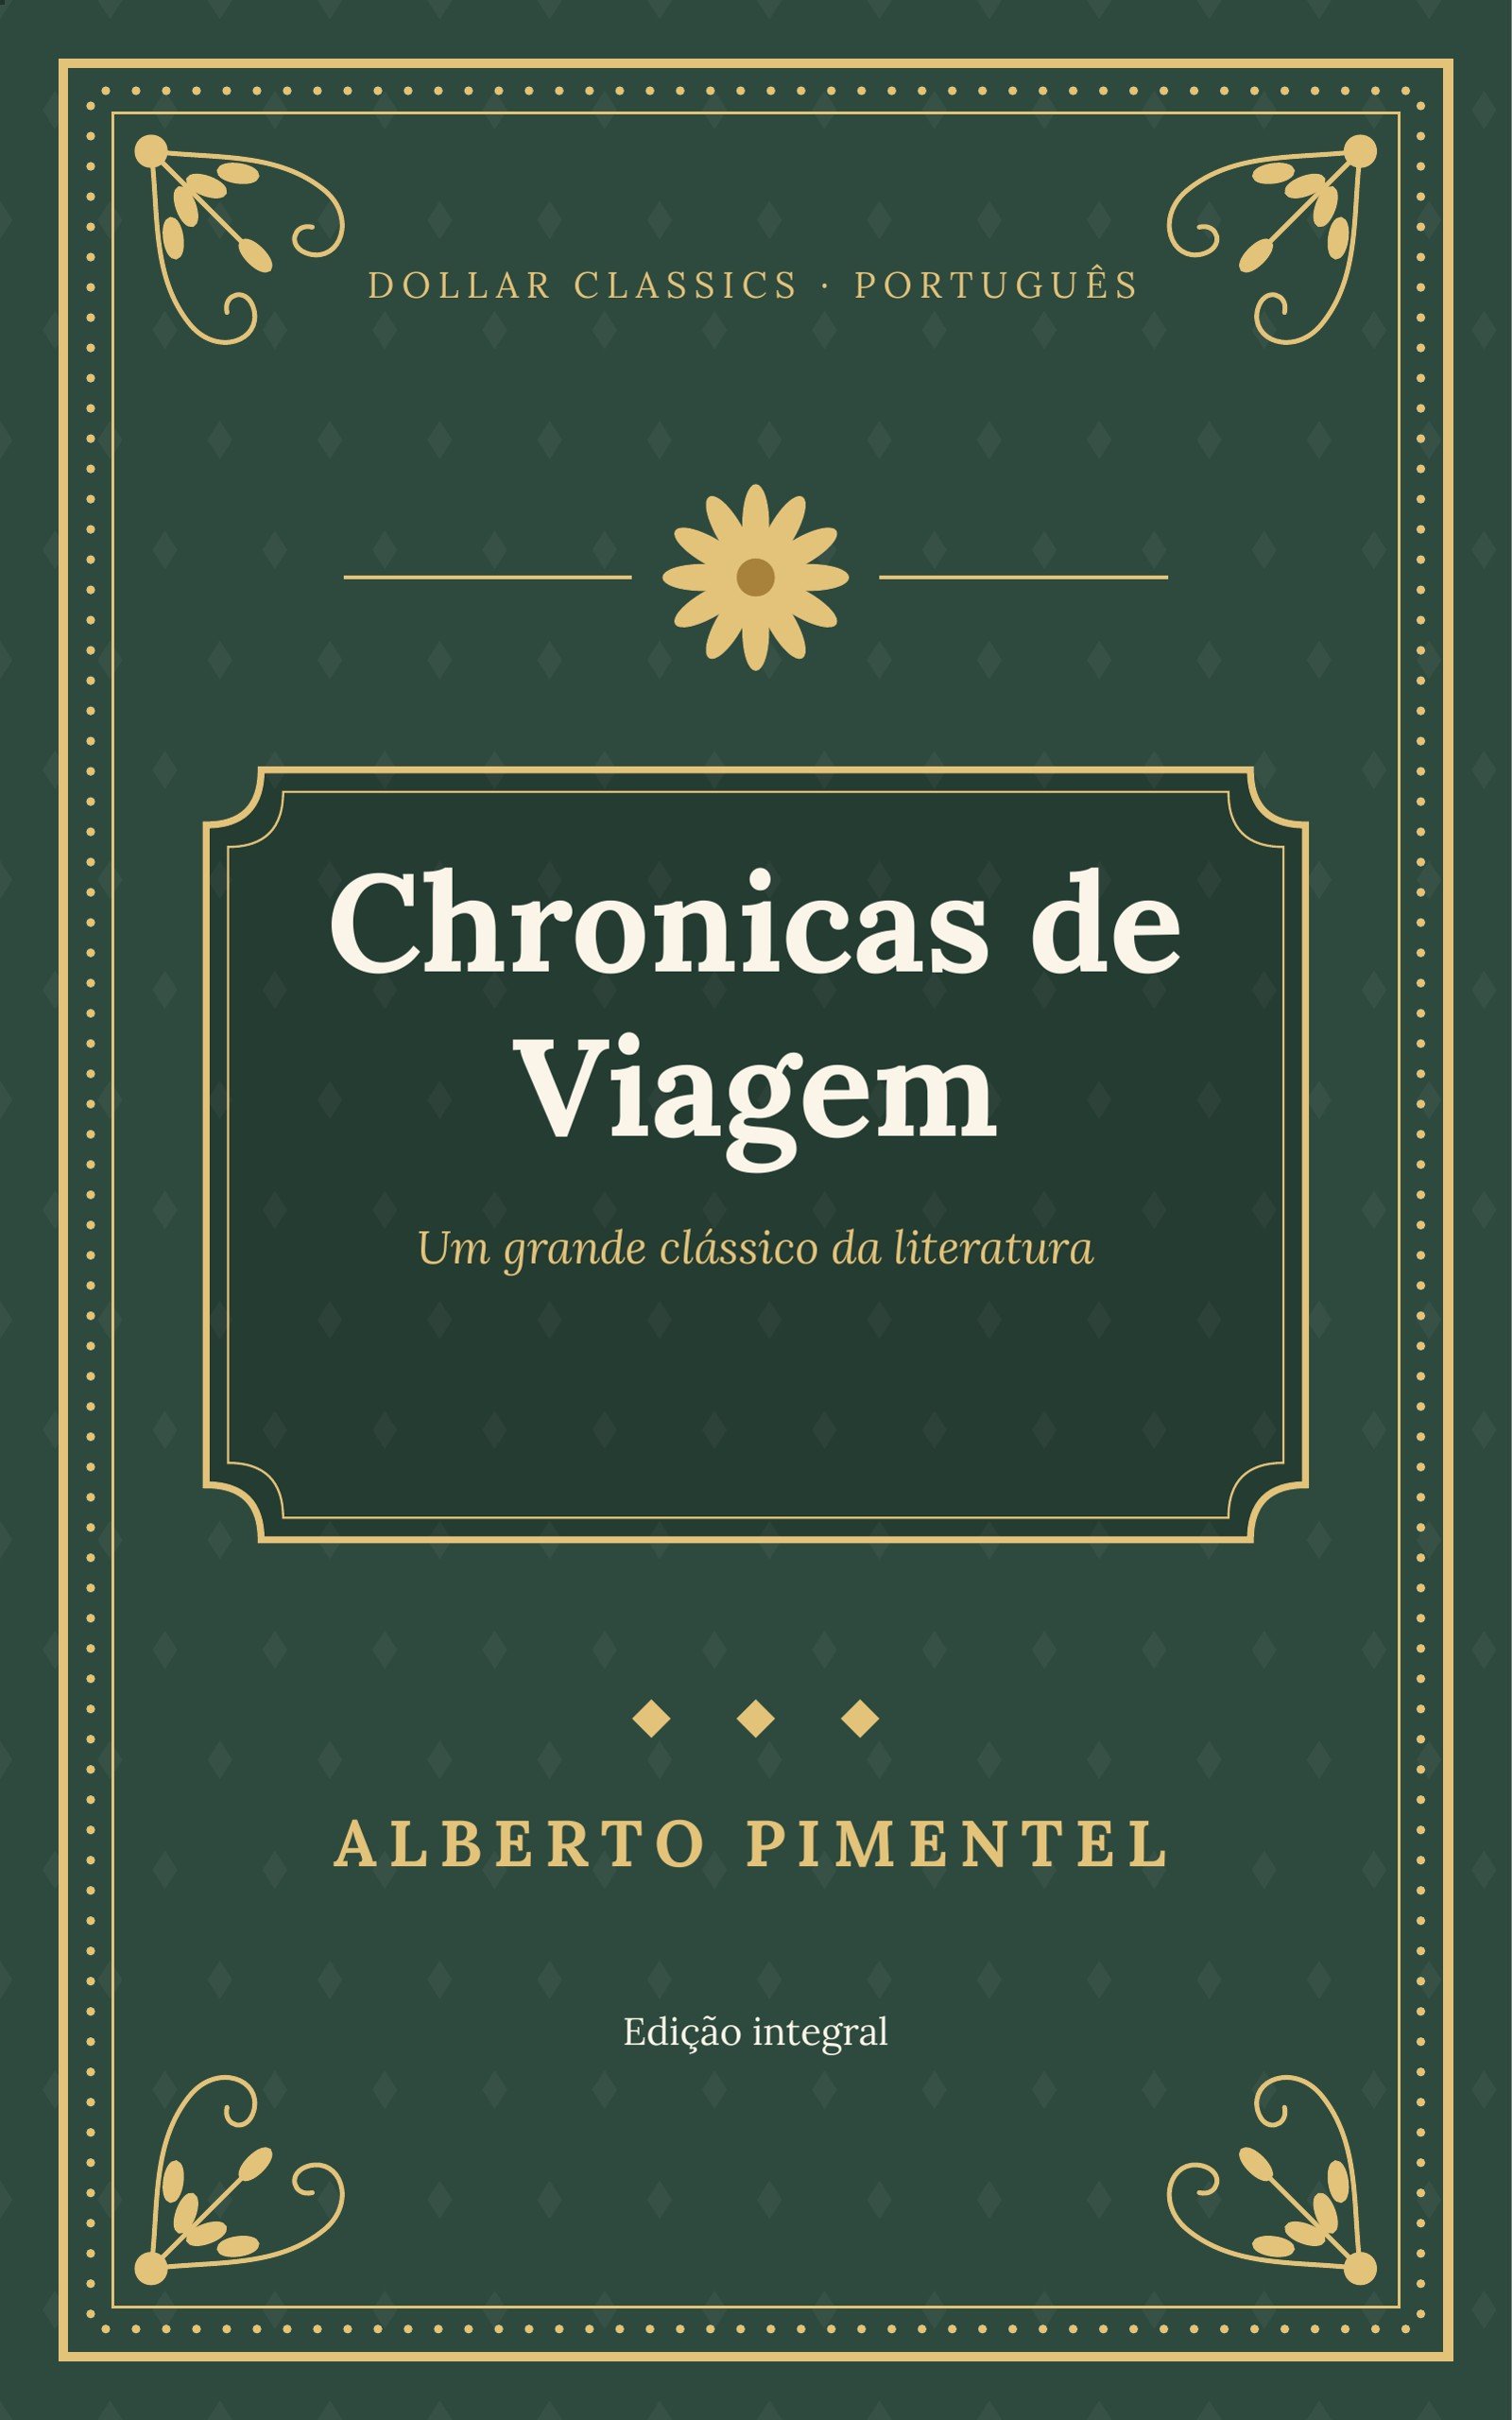 DOLLAR CLASSICS · PORTUGUÊS
Chronicas de
Viagem
Um grande clássico da literatura
ALBERTO PIMENTEL
Edição integral